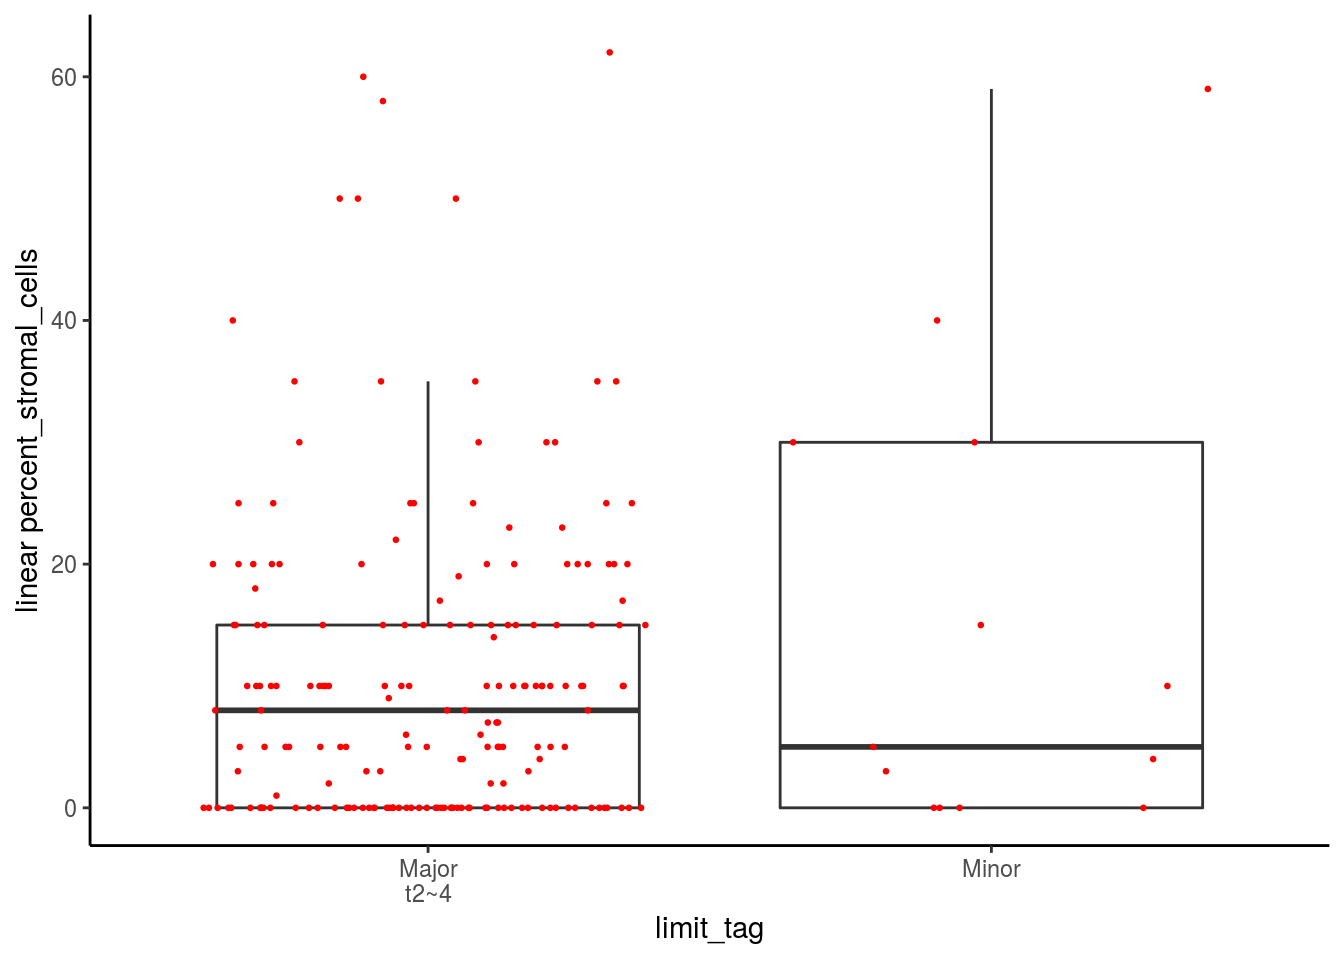 linear percent_stromal_cells
60
40
20
0
Major
t2~4
Minor
limit_tag